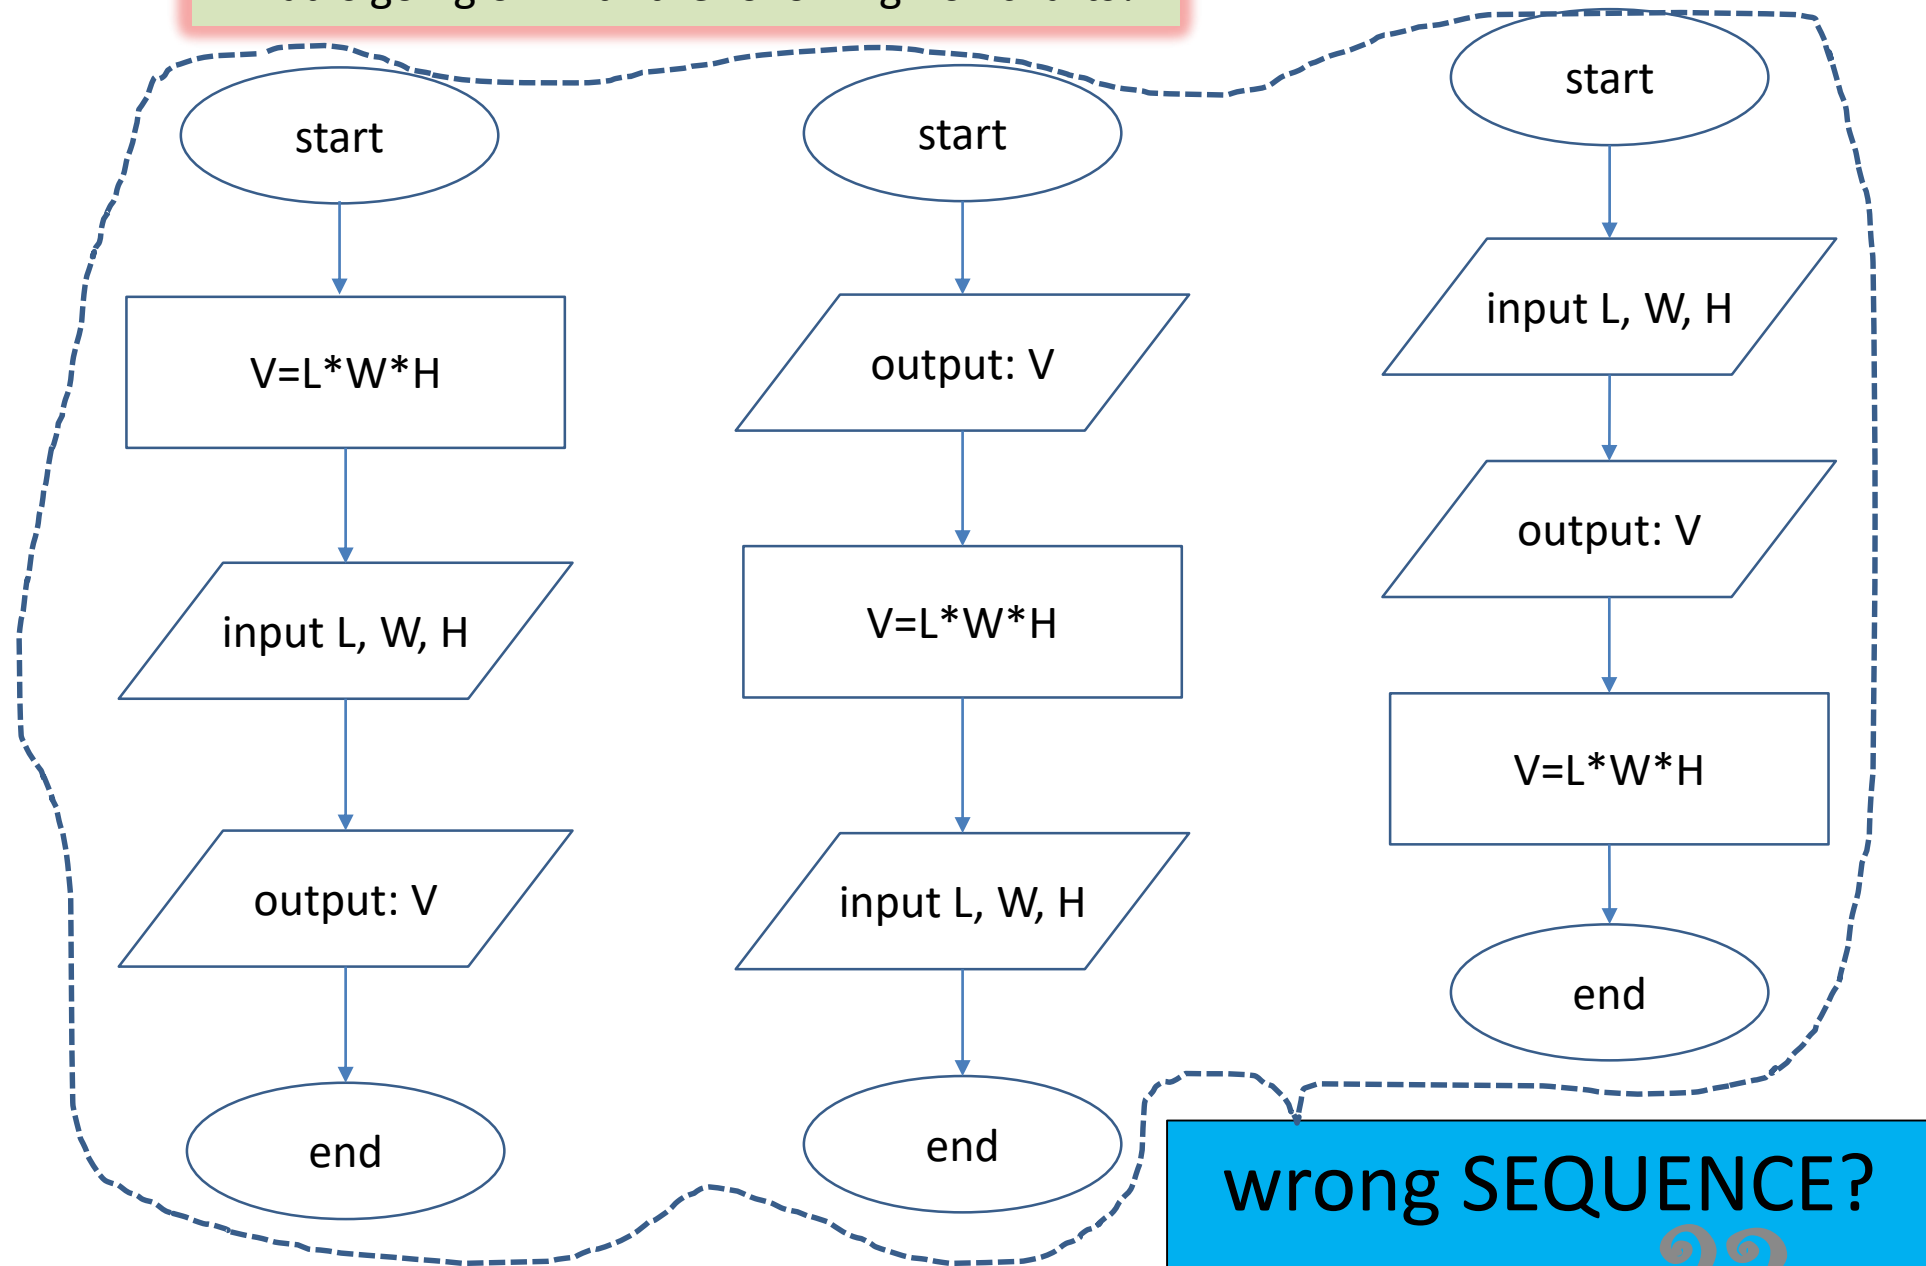 start
V=L*W*H
input L, W, H
output: V
end
start
output: V
V=L*W*H
input L, W, H
end
start
input L, W, H
output: V
V=L*W*H
end
wrong SEQUENCE?